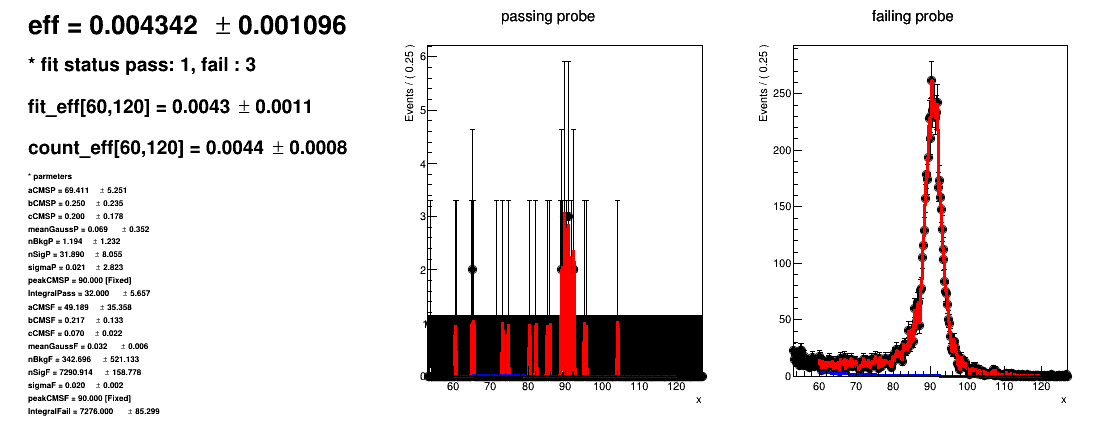 eff = 0.004342 ± 0.001096
* fit status pass: 1, fail : 3
fit_eff[60,120] = 0.0043 ± 0.0011
count_eff[60,120] = 0.0044 ± 0.0008
* parmeters
aCMSP = 69.411 ± 5.251
bCMSP = 0.250 ± 0.235
cCMSP = 0.200 ± 0.178
meanGaussP = 0.069 ± 0.352
nBkgP = 1.194 ± 1.232
nSigP = 31.890 ± 8.055
sigmaP = 0.021 ± 2.823
peakCMSP = 90.000 [Fixed]
IntegralPass = 32.000 ± 5.657
aCMSF = 49.189 ± 35.358
bCMSF = 0.217 ± 0.133
cCMSF = 0.070 ± 0.022
meanGaussF = 0.032 ± 0.006
nBkgF = 342.696 ± 521.133
nSigF = 7290.914 ± 158.778
sigmaF = 0.020 ± 0.002
peakCMSF = 90.000 [Fixed]
IntegralFail = 7276.000 ± 85.299
passing probe
Events / ( 0.25 )
6
5
4
3
2
1
0
60 70 80 90 100 110 120
x
failing probe
Events / ( 0.25 )
250
200
150
100
50
0
60 70 80 90 100 110 120
x